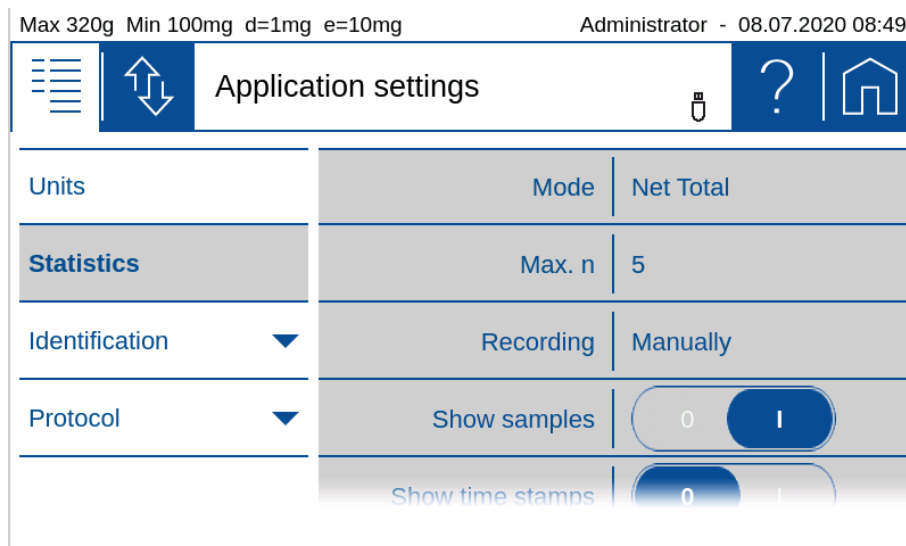 Max 320g Min 100mg d=1mg e=10mg Administrator - 08.07.2020 08:49
Application settings ?
Units
Statistics
Identification
Protocol
Mode Net Total
Max. n 5
Recording Manually
Show samples 0 I
Show time stamps 0 I